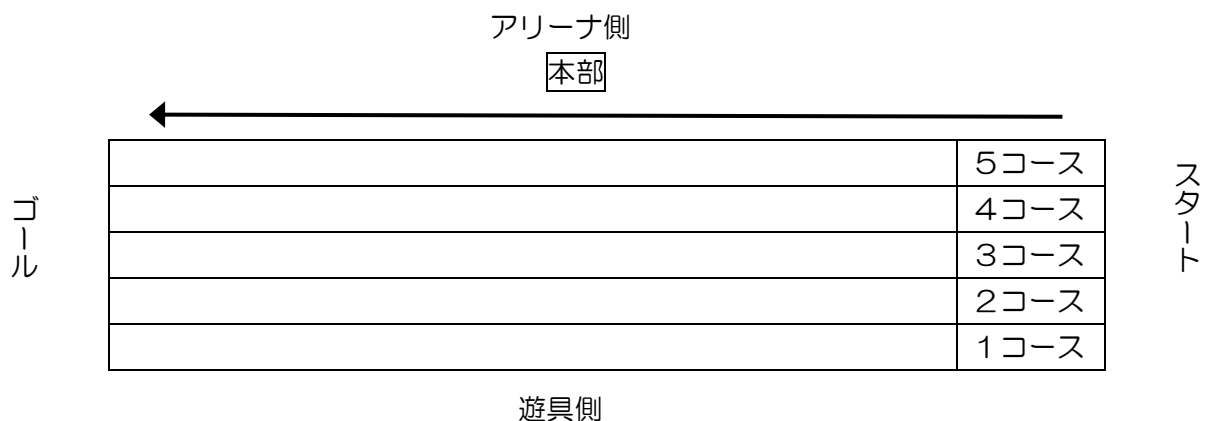 アリーナ側
本部
5コース
4コース
3コース
2コース
1コース
ゴール
スタート
遊具側